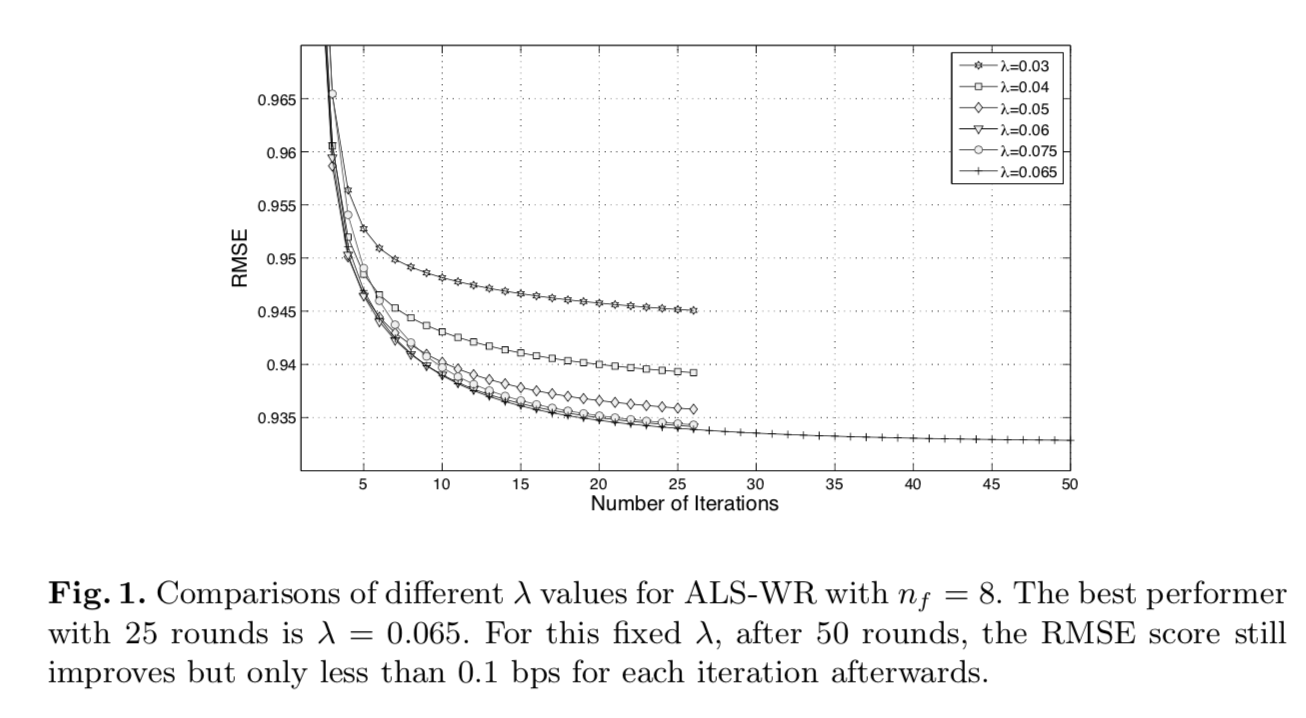 λ=0.03
λ=0.04
λ=0.05
λ=0.06
λ=0.075
λ=0.065
0.965
0.96
0.955
0.95
0.945
0.94
0.935
RMSE
5 10 15 20 25 30 35 40 45 50
Number of Iterations
Fig. 1. Comparisons of different λ values for ALS-WR with n_f = 8. The best performer
with 25 rounds is λ = 0.065. For this fixed λ, after 50 rounds, the RMSE score still
improves but only less than 0.1 bps for each iteration afterwards.